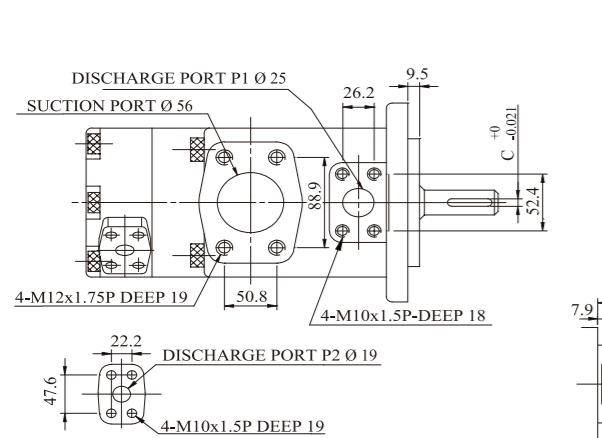 DISCHARGE PORT P1 Ø 25
SUCTION PORT Ø 56
9.5
26.2
C +0 -0.021
88.9
52.4
50.8
4-M12x1.75P DEEP 19
4-M10x1.5P-DEEP 18
7.9
22.2
DISCHARGE PORT P2 Ø 19
47.6
4-M10x1.5P DEEP 19